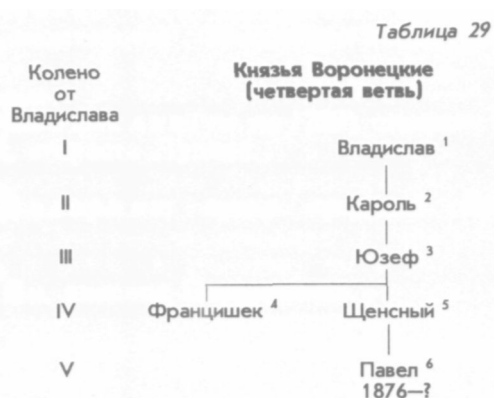 Таблица 29
Колено от Владислава
Князья Воронецкие
(четвертая ветвь)
I Владислав 1
II Кароль 2
III Юзеф 3
IV Францишек 4 Щенсный 5
V Павел 6
1876—?